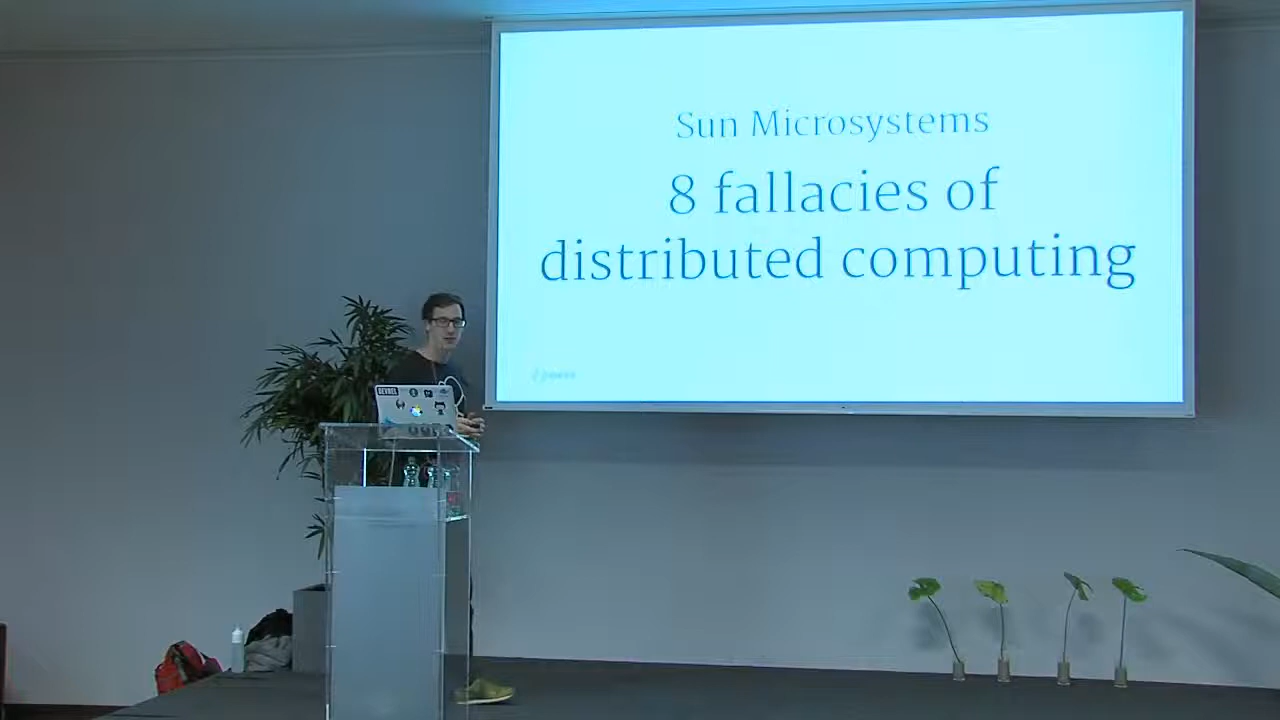 Sun Microsystems
8 fallacies of
distributed computing